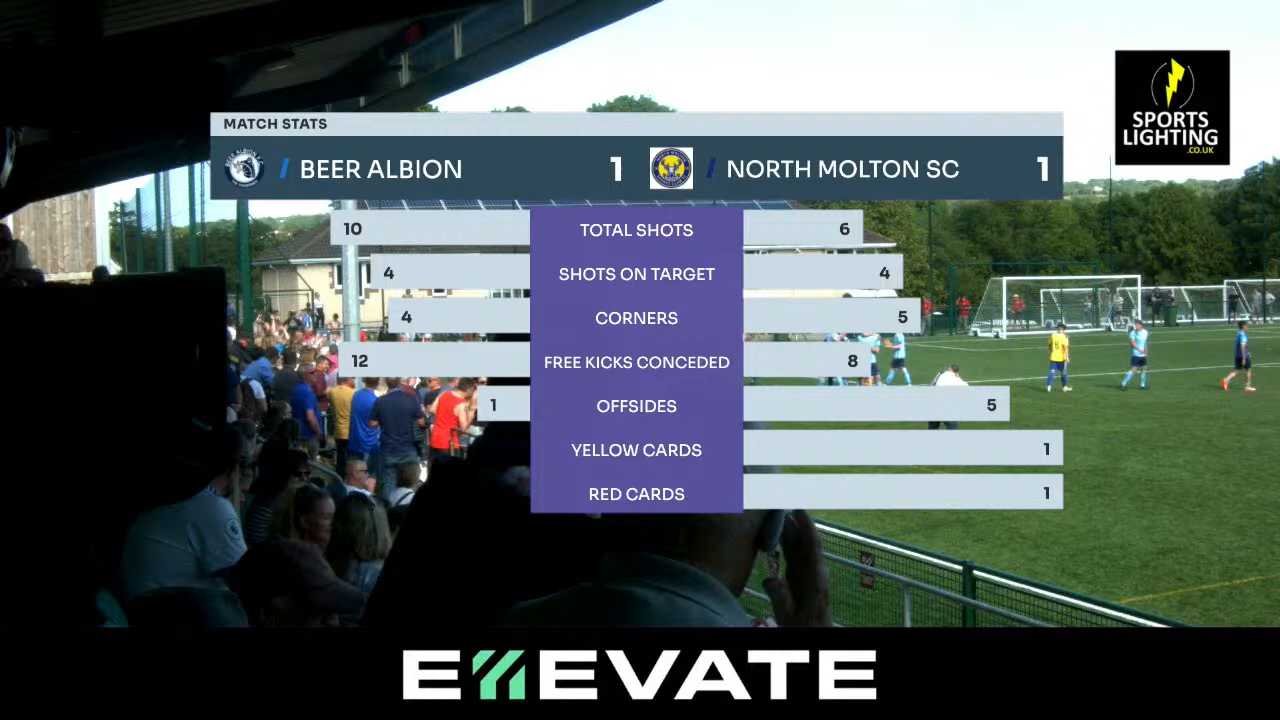 MATCH STATS
BEER ALBION 1 NORTH MOLTON SC 1
10 TOTAL SHOTS 6
4 SHOTS ON TARGET 4
4 CORNERS 5
12 FREE KICKS CONCEDED 8
1 OFFSIDES 5
YELLOW CARDS 1
RED CARDS 1
SPORTS
LIGHTING
.CO.UK
ELEVATE